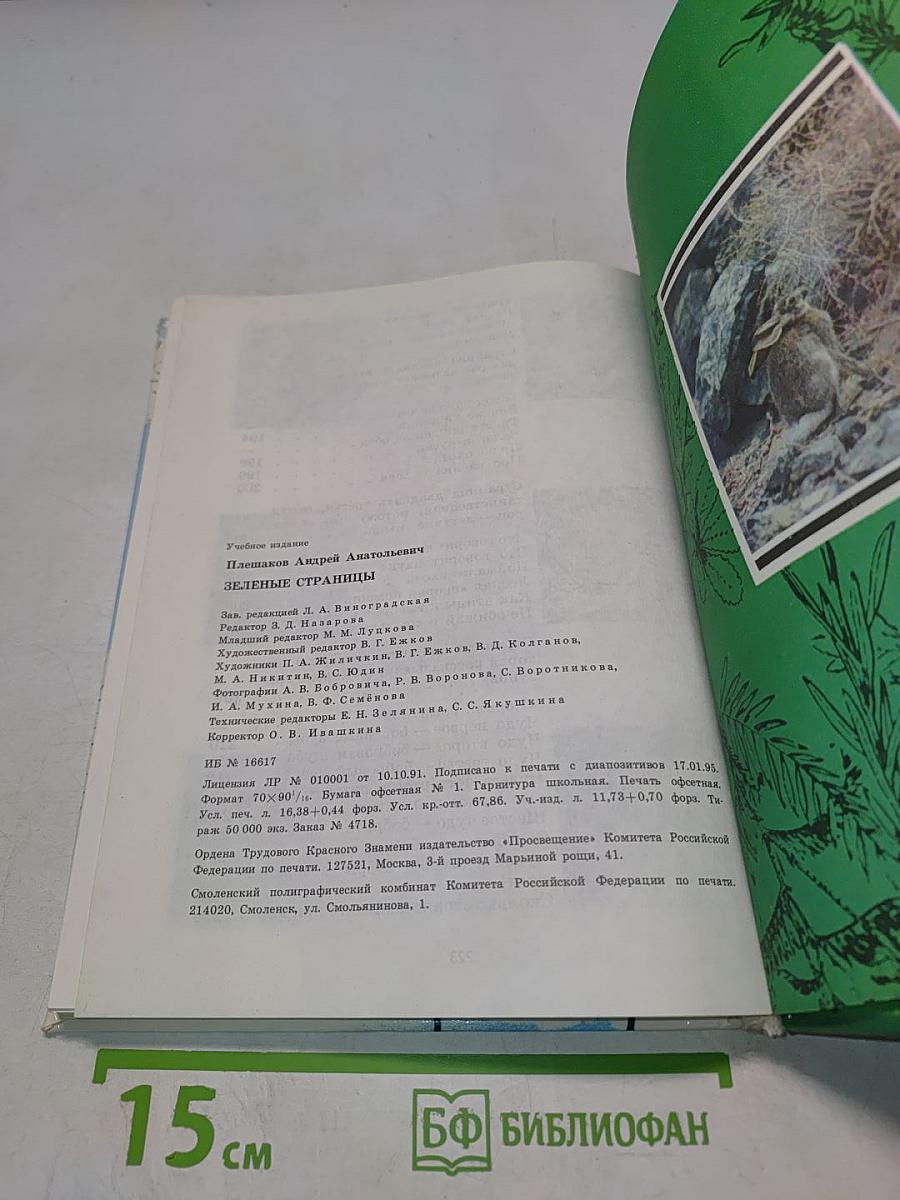 Учебное издание
Плешаков Андрей Анатольевич
ЗЕЛЕНЫЕ СТРАНИЦЫ
Зав. редакцией Л. А. Виноградская
Редактор З. Д. Назарова
Младший редактор М. М. Луцкова
Художественный редактор В. Г. Ежков
Художники П. А. Жиличкин, В. Г. Ежков, В. Д. Колганов,
М. А. Никитин, В. С. Юдин
Фотографии А. В. Бобровича, Р. В. Воронова, С. Воротникова,
И. А. Мухина, В. Ф. Семёнова
Технические редакторы Е. Н. Зелянина, С. С. Якушкина
Корректор О. В. Ивашкина
ИБ № 16617
Лицензия ЛР № 010001 от 10.10.91. Подписано к печати с диапозитивов 17.01.95.
Формат 70×90¹/₁₆. Бумага офсетная № 1. Гарнитура школьная. Печать офсетная.
Усл. печ. л. 16,38+0,44 форз. Усл. кр.-отт. 67,86. Уч.-изд. л. 11,73+0,70 форз. Ти-
раж 50 000 экз. Заказ № 4718.
Ордена Трудового Красного Знамени издательство «Просвещение» Комитета Российской
Федерации по печати. 127521, Москва, 3-й проезд Марьиной рощи, 41.
Смоленский полиграфический комбинат Комитета Российской Федерации по печати.
214020, Смоленск, ул. Смольянинова, 1.
223
15 см
БФ БИБЛИОФАН